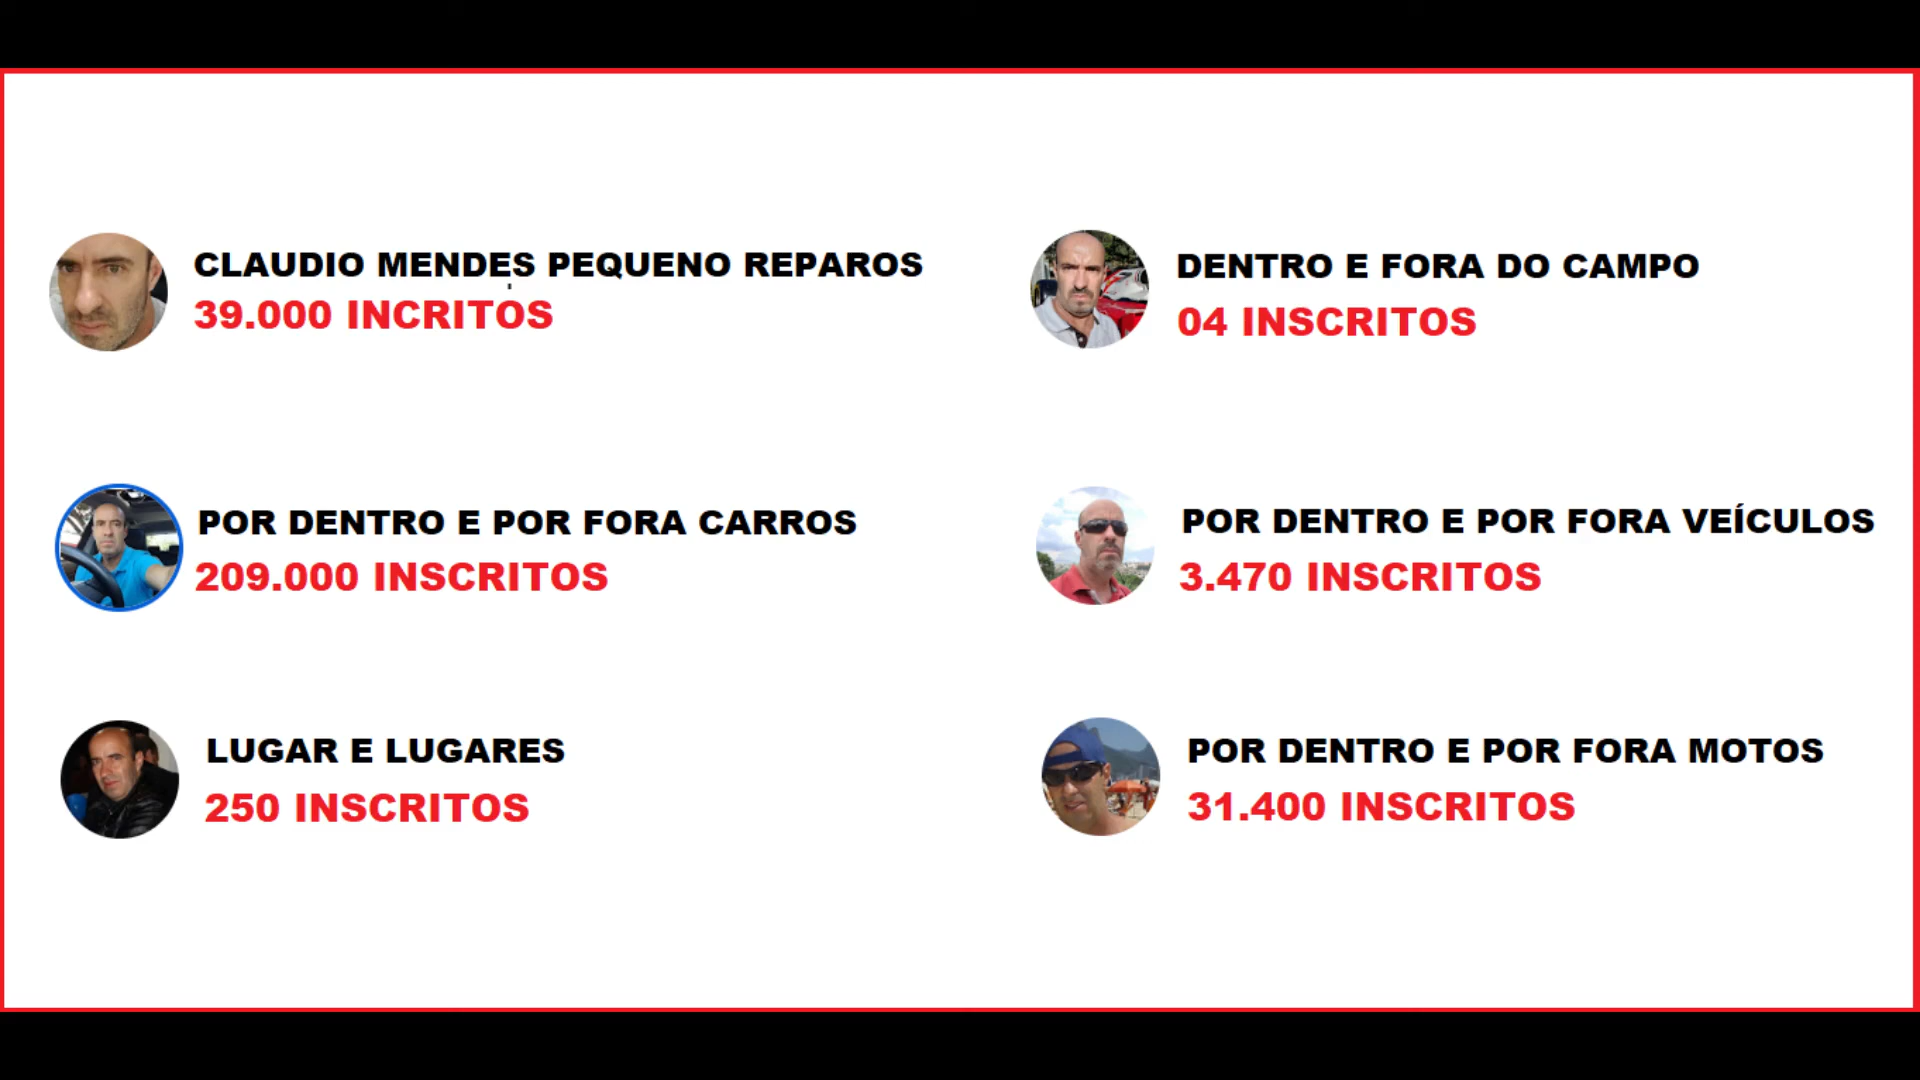 CLAUDIO MENDES PEQUENO REPAROS
39.000 INCRITOS
POR DENTRO E POR FORA CARROS
209.000 INSCRITOS
LUGAR E LUGARES
250 INSCRITOS
DENTRO E FORA DO CAMPO
04 INSCRITOS
POR DENTRO E POR FORA VEÍCULOS
3.470 INSCRITOS
POR DENTRO E POR FORA MOTOS
31.400 INSCRITOS